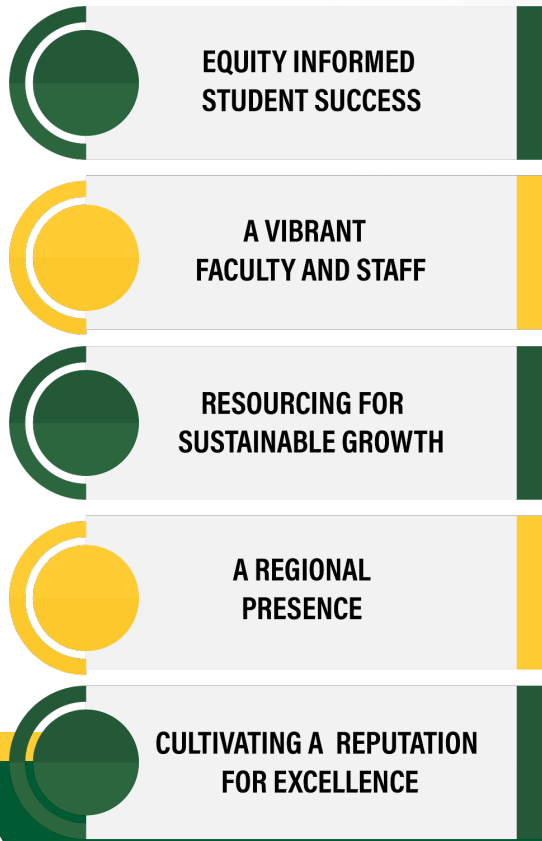 EQUITY INFORMED
STUDENT SUCCESS
A VIBRANT
FACULTY AND STAFF
RESOURCING FOR
SUSTAINABLE GROWTH
A REGIONAL
PRESENCE
CULTIVATING A REPUTATION
FOR EXCELLENCE